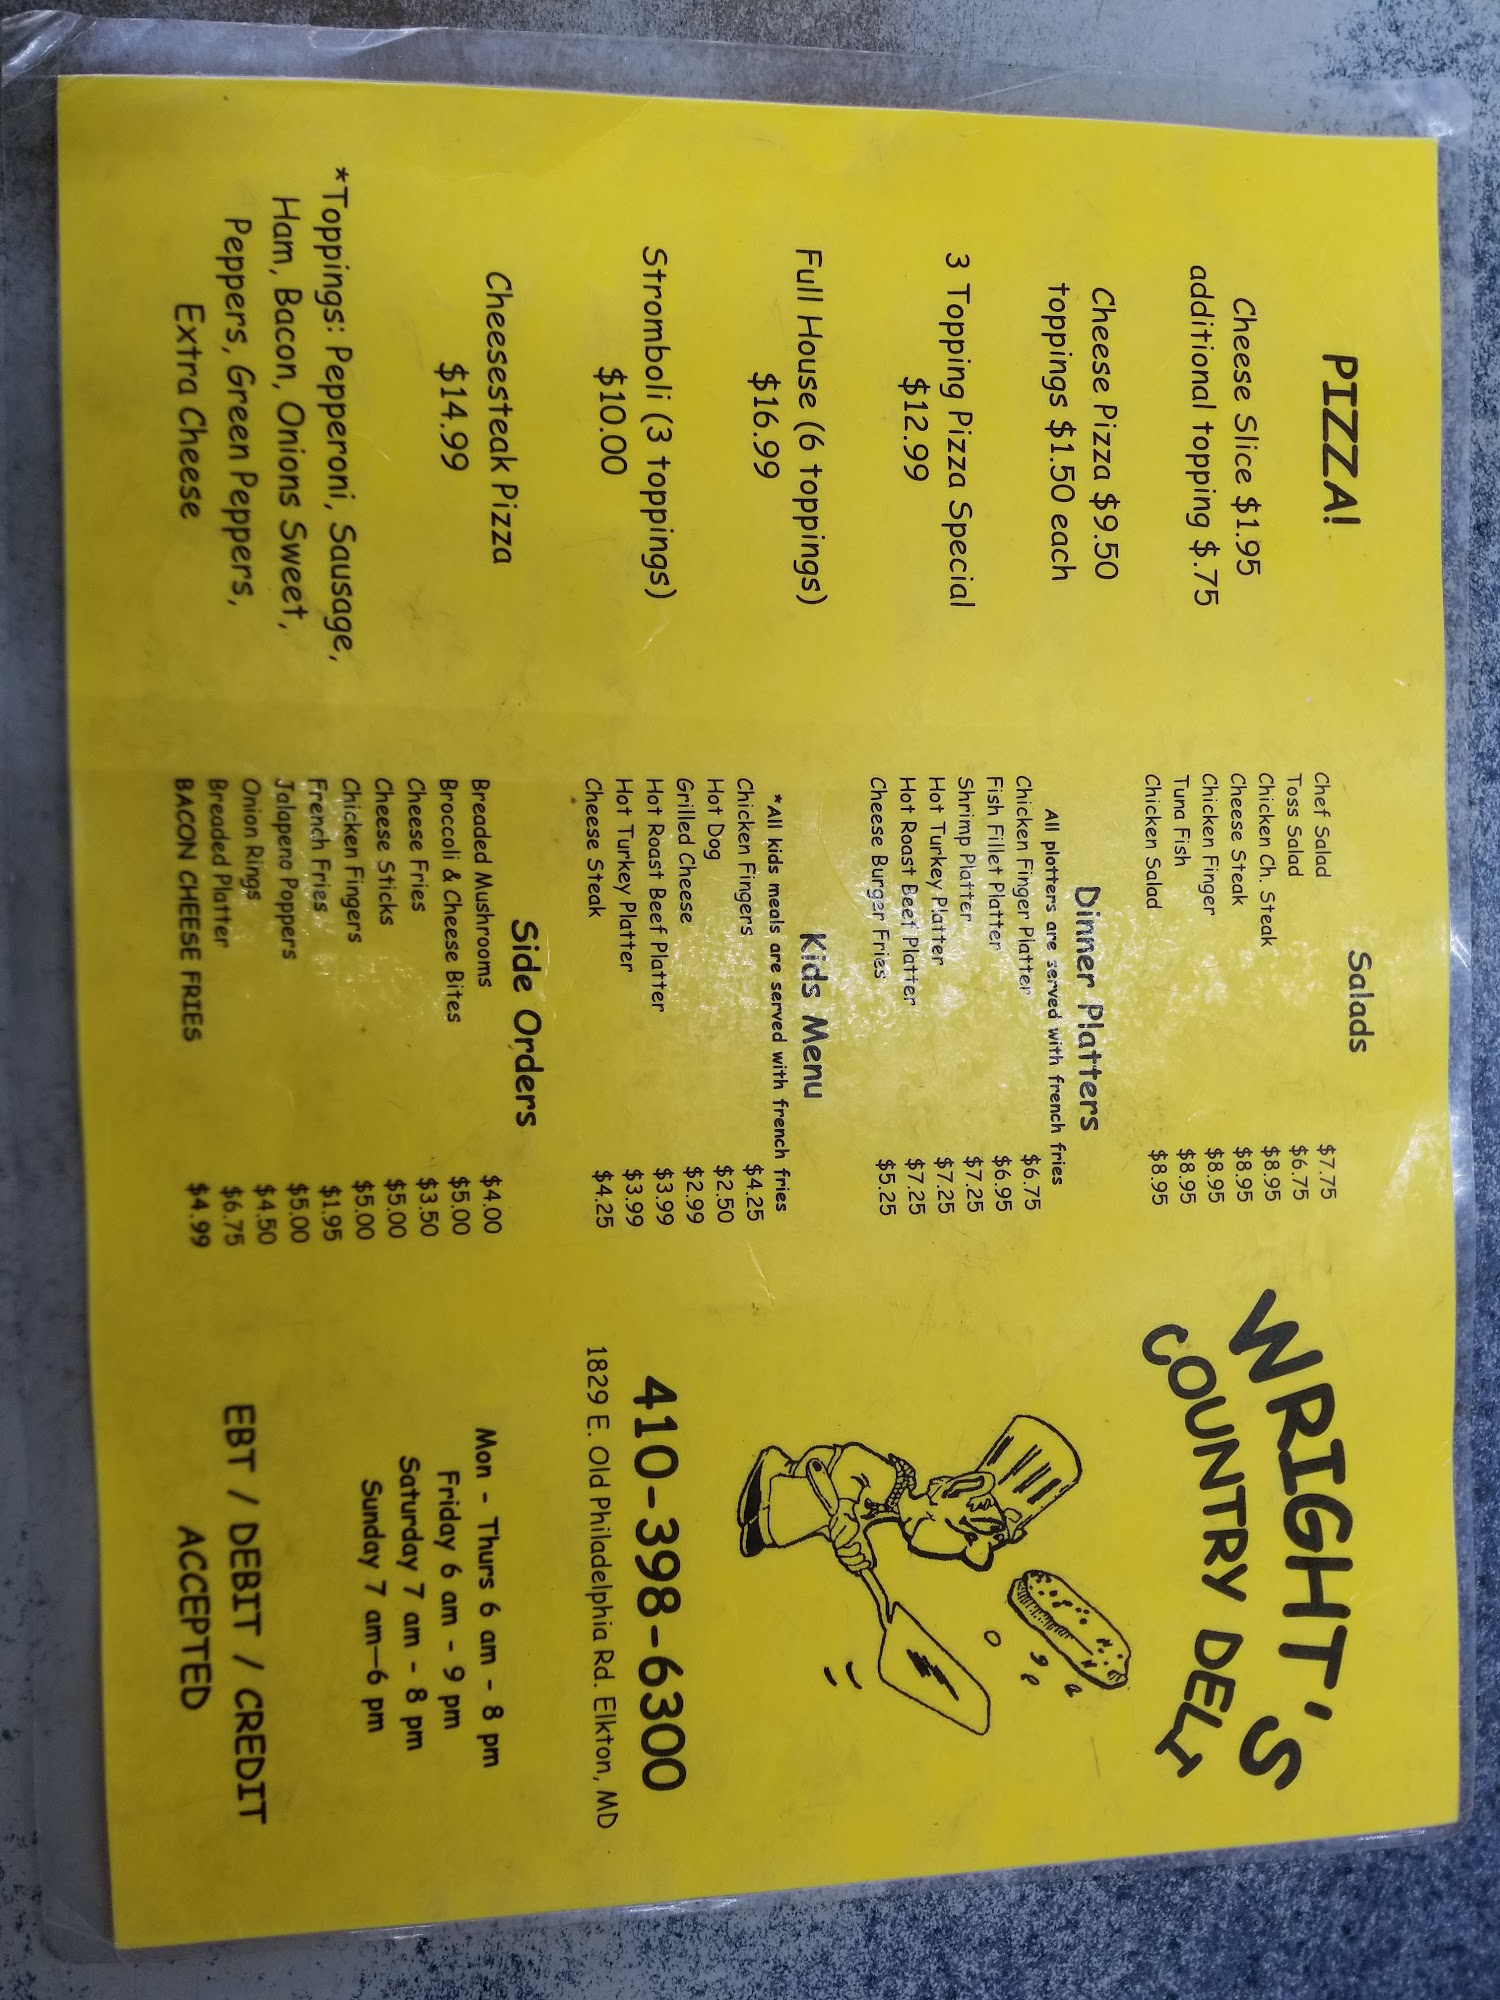 PIZZA!
Cheese Slice $1.95
additional topping $.75
Cheese Pizza $9.50
toppings $1.50 each
3 Topping Pizza Special
$12.99
Full House (6 toppings)
$16.99
Stromboli (3 toppings)
$10.00
Cheesesteak Pizza
$14.99
*Toppings: Pepperoni, Sausage,
Ham, Bacon, Onions Sweet,
Peppers, Green Peppers,
Extra Cheese
Salads
Chef Salad $7.75
Toss Salad $6.75
Chicken Ch. Steak $8.95
Cheese Steak $8.95
Chicken Finger $8.95
Tuna Fish $8.95
Chicken Salad $8.95
Dinner Platters
All platters are served with french fries
Chicken Finger Platter $6.75
Fish Fillet Platter $6.95
Shrimp Platter $7.25
Hot Turkey Platter $7.25
Hot Roast Beef Platter $7.25
Cheese Burger Fries $5.25
Kids Menu
*All kids meals are served with french fries
Chicken Fingers $4.25
Hot Dog $2.50
Grilled Cheese $2.99
Hot Roast Beef Platter $3.99
Hot Turkey Platter $3.99
Cheese Steak $4.25
Side Orders
Breaded Mushrooms $4.00
Broccoli & Cheese Bites $5.00
Cheese Fries $3.50
Cheese Sticks $5.00
Chicken Fingers $5.00
French Fries $1.95
Jalapeno Poppers $5.00
Onion Rings $4.50
Breaded Platter $6.75
BACON CHEESE FRIES $4.99
WRIGHT'S
COUNTRY DELI
410-398-6300
1829 E. Old Philadelphia Rd. Elkton, MD
Mon - Thurs 6 am - 8 pm
Friday 6 am - 9 pm
Saturday 7 am - 8 pm
Sunday 7 am—6 pm
EBT / DEBIT / CREDIT
ACCEPTED